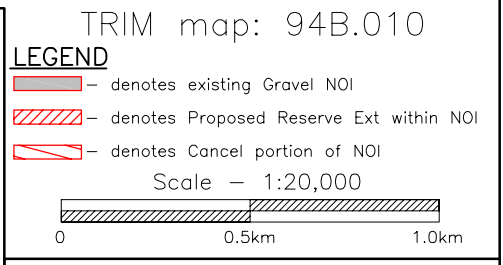 TRIM map: 94B.010
LEGEND
– denotes existing Gravel NOI
– denotes Proposed Reserve Ext within NOI
– denotes Cancel portion of NOI
Scale – 1:20,000
0 0.5km 1.0km